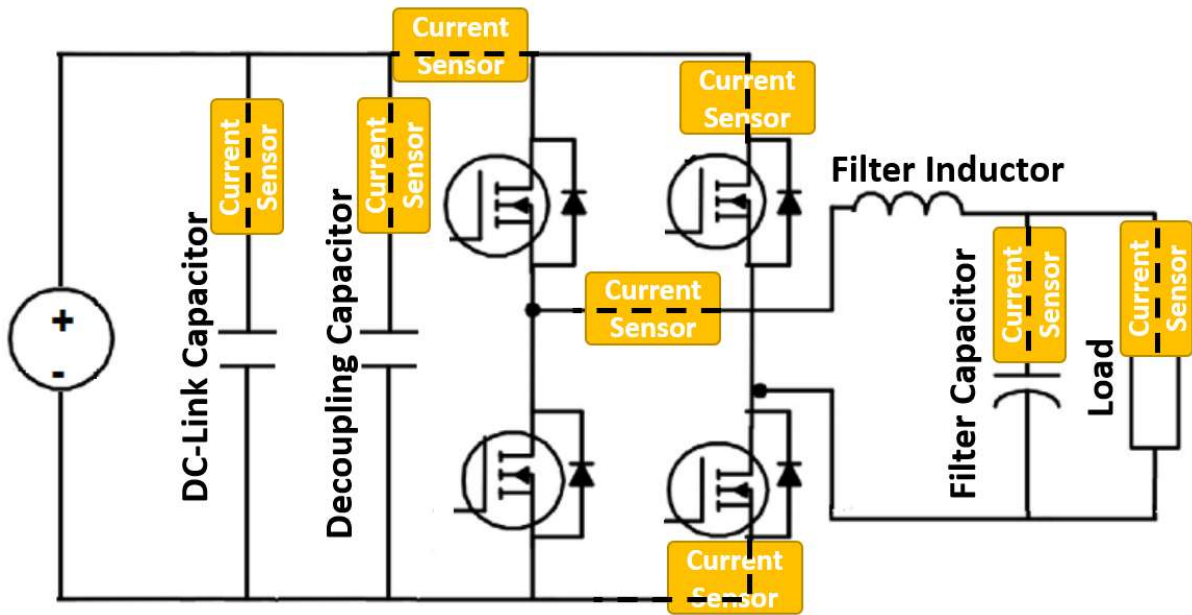 Current
Sensor
Current
Sensor
Current
Sensor
Current
Sensor
DC-Link Capacitor
Decoupling Capacitor
Filter Inductor
Current
Sensor
Current
Sensor
Current
Sensor
Filter Capacitor
Load
+
-
Current
Sensor